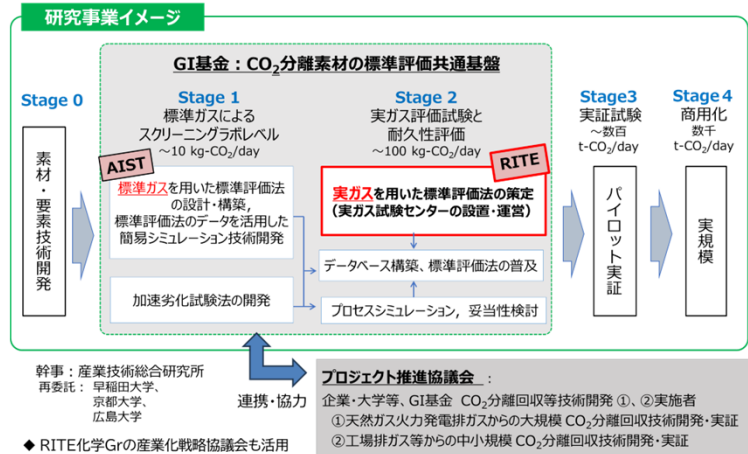 研究事業イメージ
GI基金：CO2分離素材の標準評価共通基盤
Stage 0
素材・要素技術開発
Stage 1
標準ガスによる
スクリーニングラボレベル
～10 kg-CO2/day
AIST
標準ガスを用いた標準評価法
の設計・構築,
標準評価法のデータを活用した
簡易シミュレーション技術開発
加速劣化試験法の開発
Stage 2
実ガス評価試験と
耐久性評価
～100 kg-CO2/day
RITE
実ガスを用いた標準評価法の策定
（実ガス試験センターの設置・運営）
データベース構築、標準評価法の普及
プロセスシミュレーション，妥当性検討
Stage3
実証試験
～数百
t-CO2/day
パイロット実証
Stage４
商用化
数千
t-CO2/day
実規模
幹事：産業技術総合研究所
再委託： 早稲田大学、
京都大学、
広島大学
◆ RITE化学Grの産業化戦略協議会も活用
連携・協力
プロジェクト推進協議会 ：
企業・大学等、GI基金 CO2分離回収等技術開発 ①、②実施者
①天然ガス火力発電排ガスからの大規模 CO2分離回収技術開発・実証
②工場排ガス等からの中小規模 CO2分離回収技術開発・実証